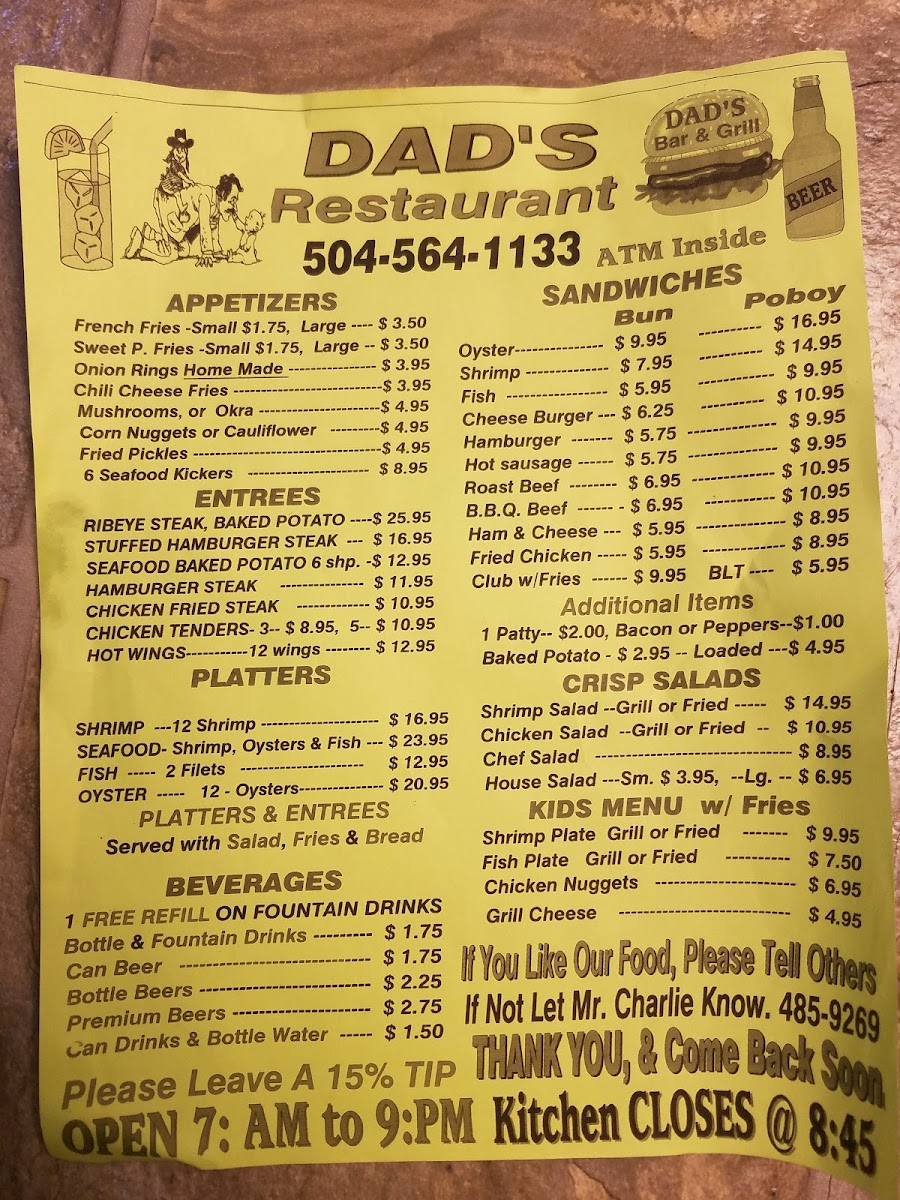 DAD'S
Restaurant
504-564-1133 ATM Inside
DAD'S
Bar & Grill
BEER
APPETIZERS
French Fries -Small $1.75, Large ---- $ 3.50
Sweet P. Fries -Small $1.75, Large -- $ 3.50
Onion Rings Home Made ----------------- $ 3.95
Chili Cheese Fries ----------------------------$ 3.95
Mushrooms, or Okra -----------------------$ 4.95
Corn Nuggets or Cauliflower ---------$ 4.95
Fried Pickles -----------------------------------$ 4.95
6 Seafood Kickers ----------------------- $ 8.95
ENTREES
RIBEYE STEAK, BAKED POTATO ----$ 25.95
STUFFED HAMBURGER STEAK --- $ 16.95
SEAFOOD BAKED POTATO 6 shp. -$ 12.95
HAMBURGER STEAK --------------- $ 11.95
CHICKEN FRIED STEAK ------------- $ 10.95
CHICKEN TENDERS- 3-- $ 8.95, 5-- $ 10.95
HOT WINGS-----------12 wings -------- $ 12.95
PLATTERS
SHRIMP ---12 Shrimp --------------------- $ 16.95
SEAFOOD- Shrimp, Oysters & Fish --- $ 23.95
FISH ----- 2 Filets ---------------------- $ 12.95
OYSTER ----- 12 - Oysters--------------- $ 20.95
PLATTERS & ENTREES
Served with Salad, Fries & Bread
BEVERAGES
1 FREE REFILL ON FOUNTAIN DRINKS
Bottle & Fountain Drinks --------- $ 1.75
Can Beer ----------------------------- $ 1.75
Bottle Beers -------------------------- $ 2.25
Premium Beers --------------------- $ 2.75
Can Drinks & Bottle Water ----- $ 1.50
Please Leave A 15% TIP
SANDWICHES
Bun Poboy
Oyster--------------- $ 9.95 ---------- $ 16.95
Shrimp -------------- $ 7.95 ---------- $ 14.95
Fish ------------------ $ 5.95 ------------ $ 9.95
Cheese Burger --- $ 6.25 ---------- $ 10.95
Hamburger ------- $ 5.75 -------------- $ 9.95
Hot sausage ------ $ 5.75 ------------- $ 9.95
Roast Beef -------- $ 6.95 ------------- $ 10.95
B.B.Q. Beef ------ - $ 6.95 ----------- $ 10.95
Ham & Cheese --- $ 5.95 -------------- $ 8.95
Fried Chicken ----- $ 5.95 ------------- $ 8.95
Club w/Fries ------ $ 9.95 BLT ---- $ 5.95
Additional Items
1 Patty-- $2.00, Bacon or Peppers--$1.00
Baked Potato - $ 2.95 -- Loaded ---$ 4.95
CRISP SALADS
Shrimp Salad --Grill or Fried ----- $ 14.95
Chicken Salad --Grill or Fried -- $ 10.95
Chef Salad ------------------------------- $ 8.95
House Salad ---Sm. $ 3.95, --Lg. -- $ 6.95
KIDS MENU w/ Fries
Shrimp Plate Grill or Fried ------- $ 9.95
Fish Plate Grill or Fried ---------- $ 7.50
Chicken Nuggets ---------------------- $ 6.95
Grill Cheese --------------------------- $ 4.95
If You Like Our Food, Please Tell Others
If Not Let Mr. Charlie Know. 485-9269
THANK YOU, & Come Back Soon
OPEN 7: AM to 9:PM Kitchen CLOSES @ 8:45